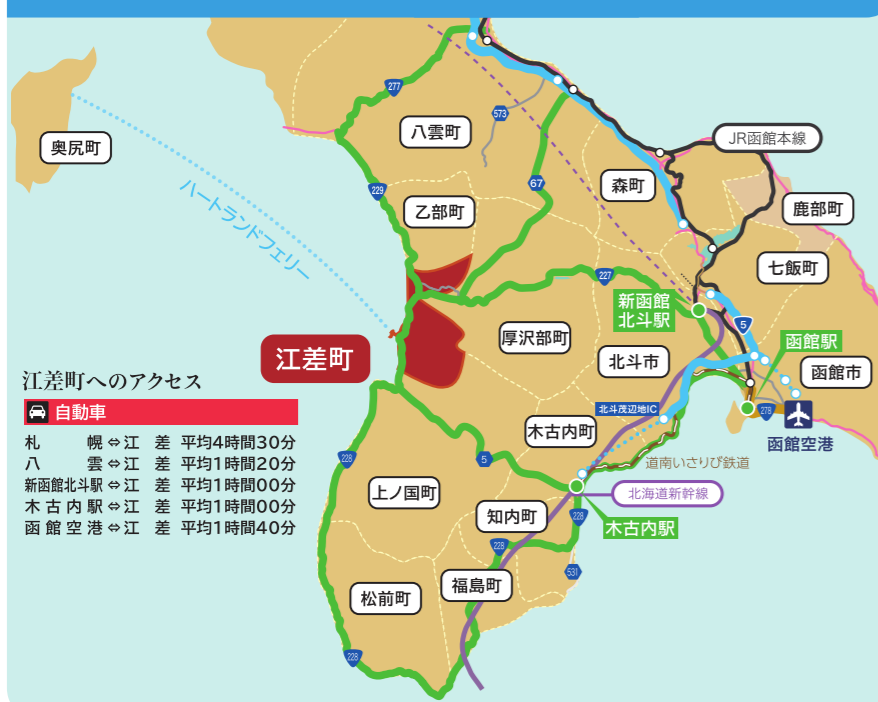 277
573
八雲町
奥尻町
JR函館本線
67
森町
229
乙部町
鹿部町
ハートランドフェリー
七飯町
227
新函館
北斗駅
5
厚沢部町
函館駅
江差町
北斗市
函館市
江差町へのアクセス
自動車
北斗茂辺地IC
278
函館空港
札幌⇔江差 平均4時間30分
八雲⇔江差 平均1時間20分
新函館北斗駅⇔江差 平均1時間00分
木古内駅⇔江差 平均1時間00分
函館空港⇔江差 平均1時間40分
木古内町
228
5
道南いさりび鉄道
上ノ国町
北海道新幹線
知内町
228
木古内駅
228
531
福島町
松前町
228